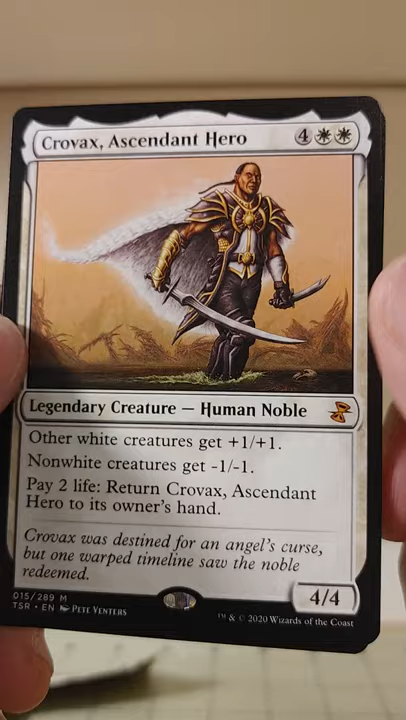 Crovax, Ascendant Hero 4
Legendary Creature — Human Noble
Other white creatures get +1/+1.
Nonwhite creatures get -1/-1.
Pay 2 life: Return Crovax, Ascendant
Hero to its owner's hand.
Crovax was destined for an angel's curse,
but one warped timeline saw the noble
redeemed.
4/4
015/289 M
TSR • EN Pete Venters
™ & © 2020 Wizards of the Coast